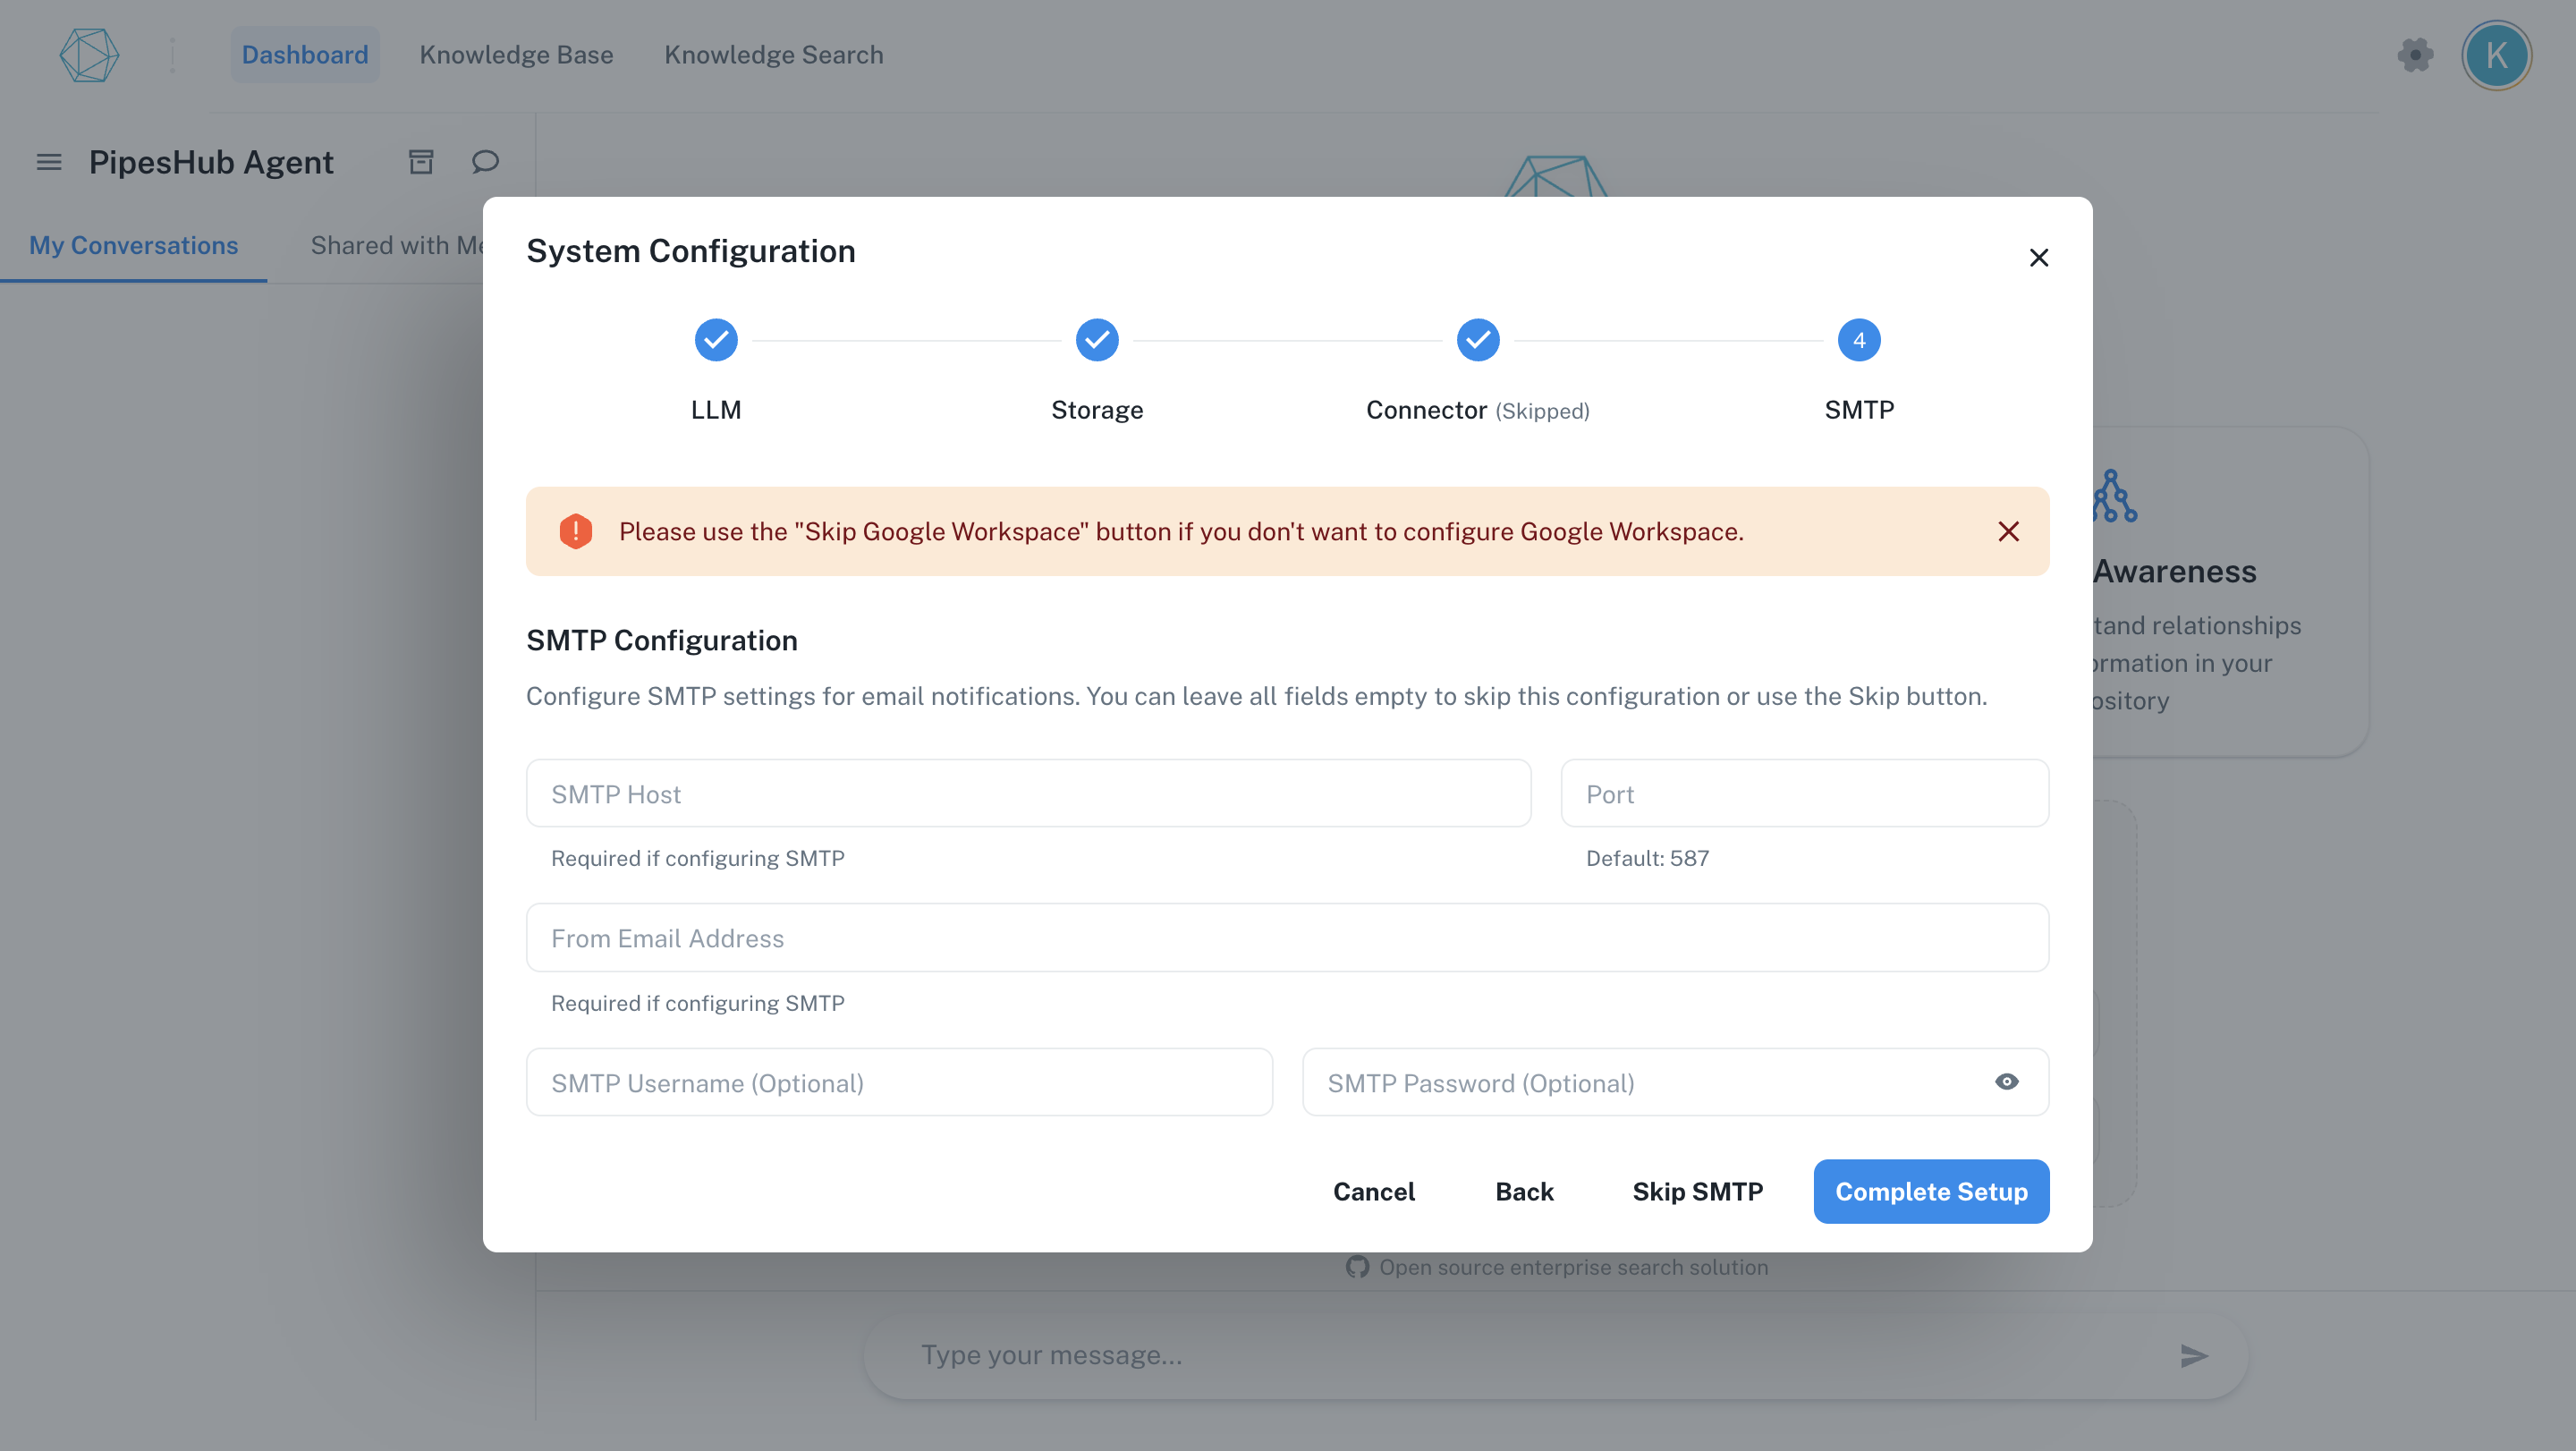 Dashboard
Knowledge Base
Knowledge Search
K
PipesHub Agent
My Conversations
Shared with Me
System Configuration
4
LLM
Storage
Connector (Skipped)
SMTP
Please use the "Skip Google Workspace" button if you don't want to configure Google Workspace.
SMTP Configuration
Configure SMTP settings for email notifications. You can leave all fields empty to skip this configuration or use the Skip button.
SMTP Host
Port
Required if configuring SMTP
Default: 587
From Email Address
Required if configuring SMTP
SMTP Username (Optional)
SMTP Password (Optional)
Cancel
Back
Skip SMTP
Complete Setup
Awareness
relationships
in your
Open source enterprise search solution
Type your message...